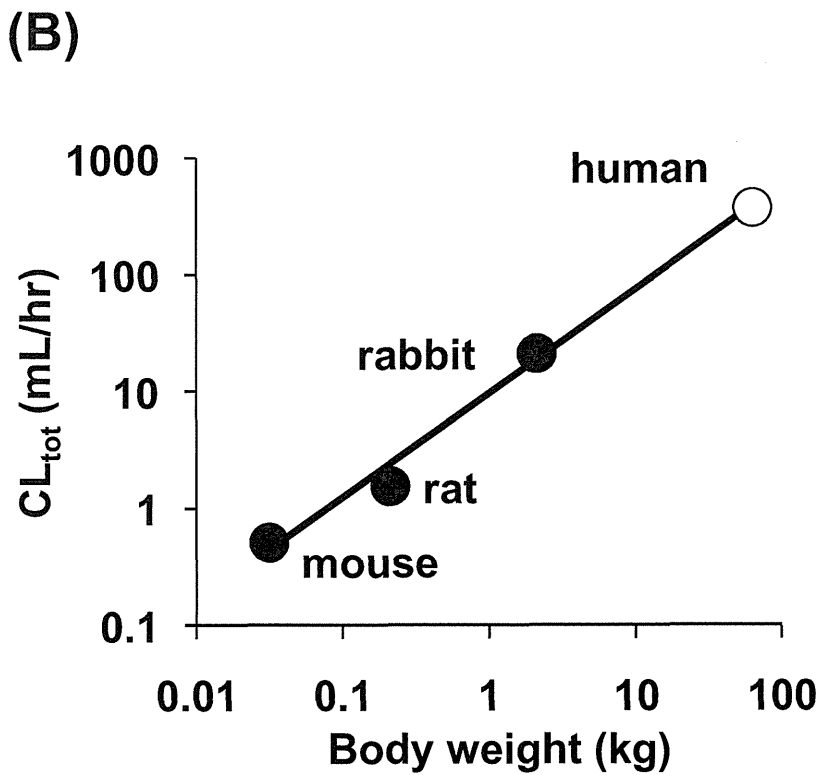 (B)
1000
human
100
rabbit
10
CLtot (mL/hr)
rat
1
mouse
0.1
0.01 0.1 1 10 100
Body weight (kg)